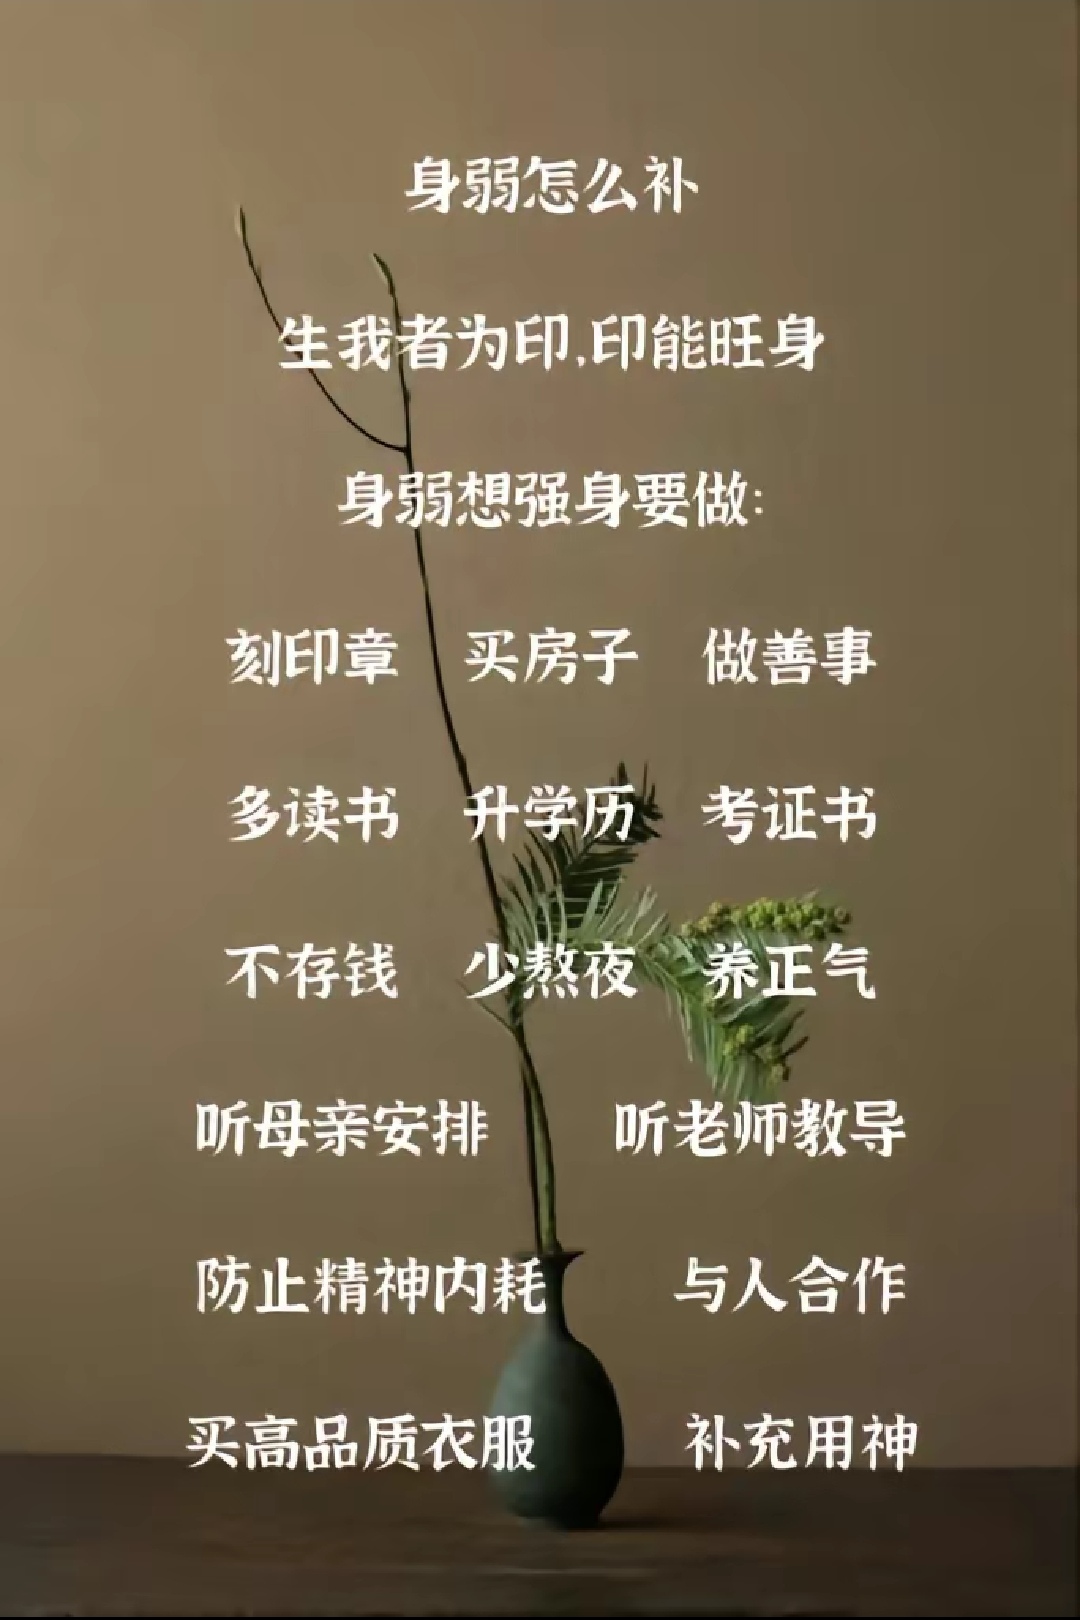 身弱怎么补
生我者为印,印能旺身
身弱想强身要做:
刻印章 买房子 做善事
多读书 升学历 考证书
不存钱 少熬夜 养正气
听母亲安排 听老师教导
防止精神内耗 与人合作
买高品质衣服 补充用神